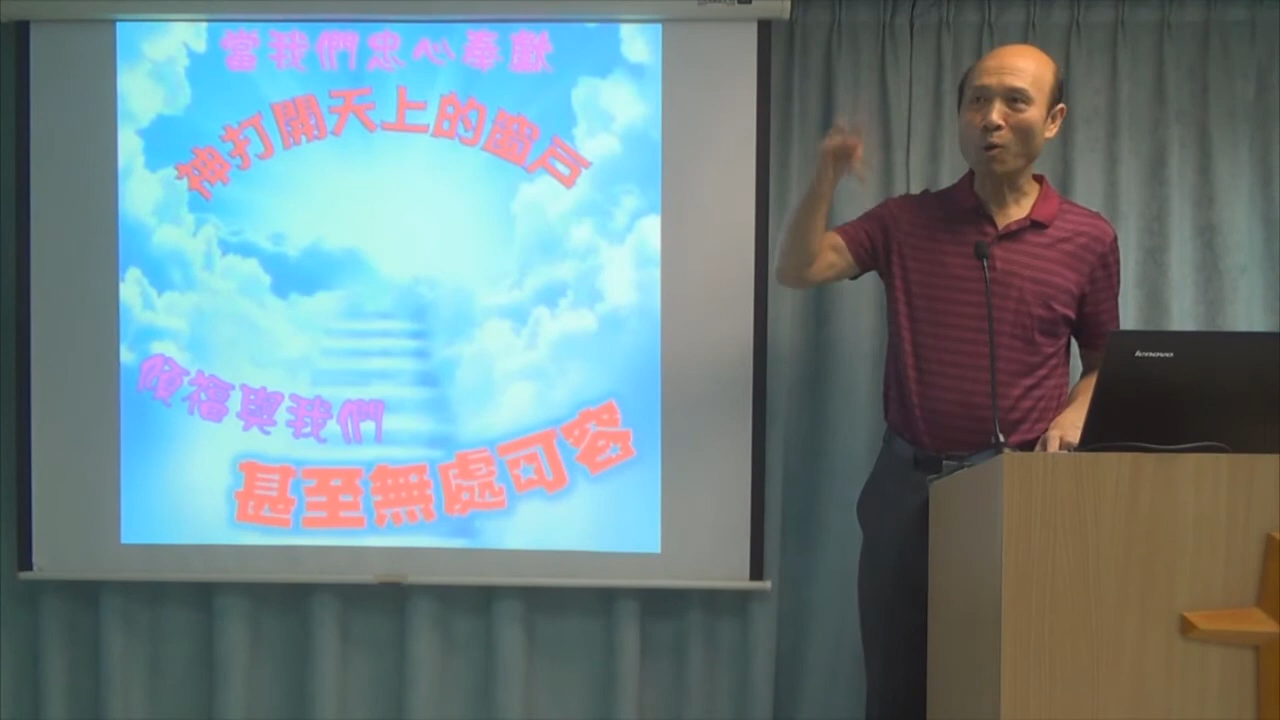 當我們忠心奉獻
神打開天上的窗戶
傾福與我們
甚至無處可容
lenovo